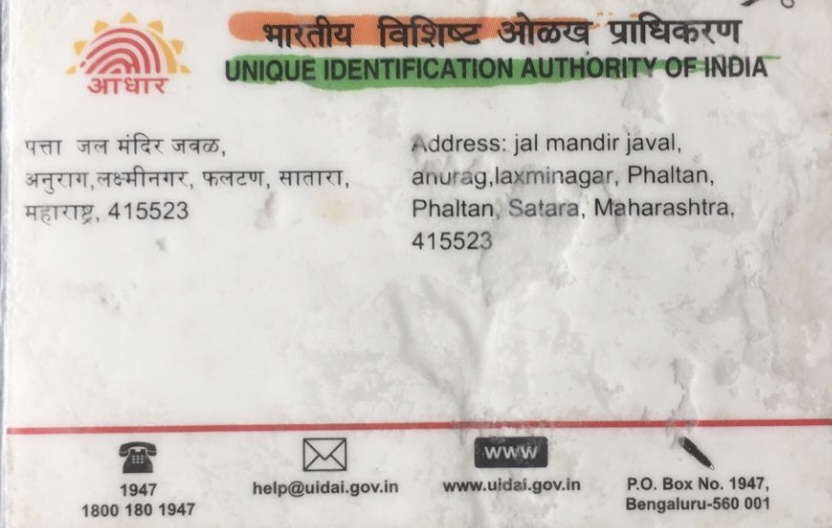 भारतीय विशिष्ट ओळख प्राधिकरण
UNIQUE IDENTIFICATION AUTHORITY OF INDIA
आधार
पत्ता जल मंदिर जवळ,
अनुराग,लक्ष्मीनगर, फलटण, सातारा,
महाराष्ट्र, 415523
Address: jal mandir javal,
anurag,laxminagar, Phaltan,
Phaltan, Satara, Maharashtra,
415523
1947
1800 180 1947
help@uidai.gov.in
www
www.uidai.gov.in
P.O. Box No. 1947,
Bengaluru-560 001